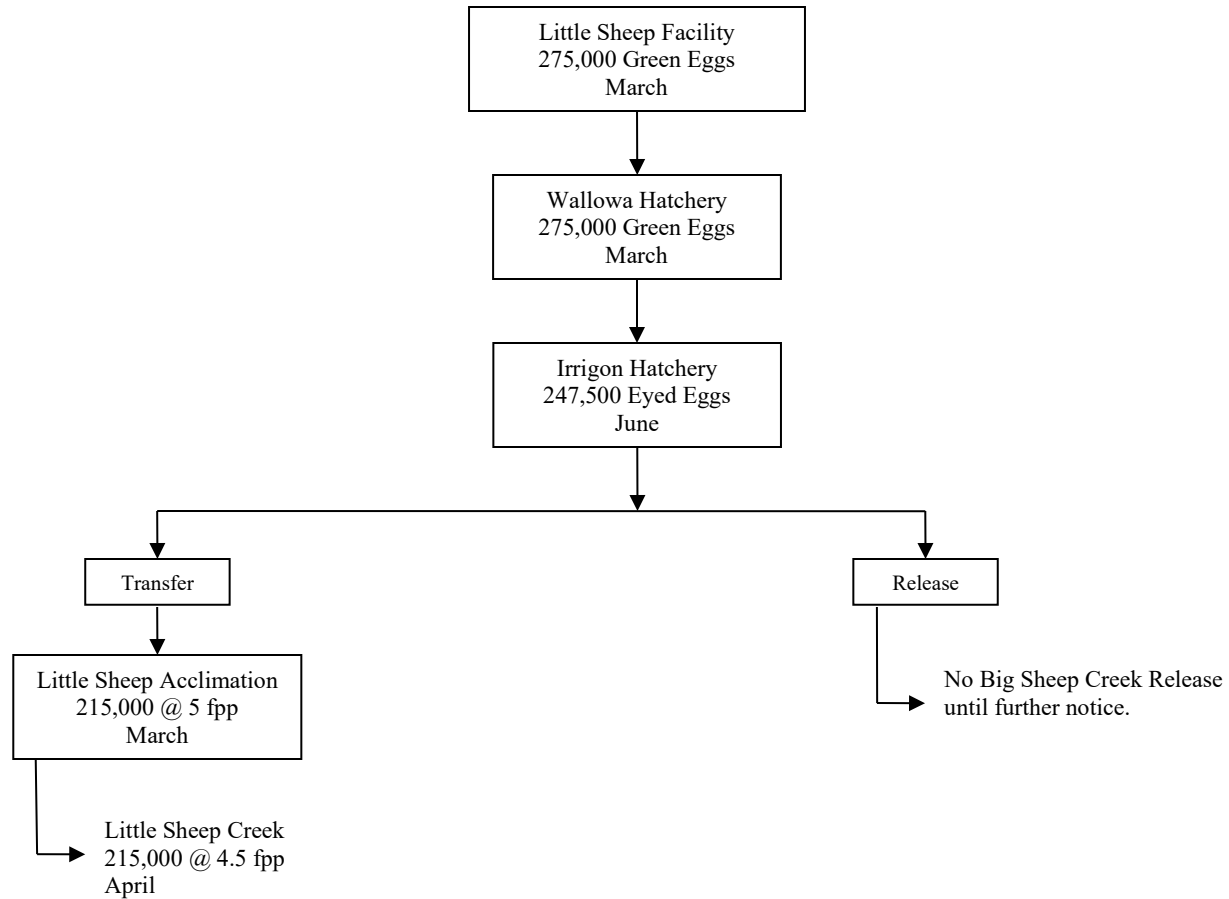 Little Sheep Facility
275,000 Green Eggs
March
Wallowa Hatchery
275,000 Green Eggs
March
Irrigon Hatchery
247,500 Eyed Eggs
June
Transfer
Release
Little Sheep Acclimation
215,000 @ 5 fpp
March
No Big Sheep Creek Release
until further notice.
Little Sheep Creek
215,000 @ 4.5 fpp
April